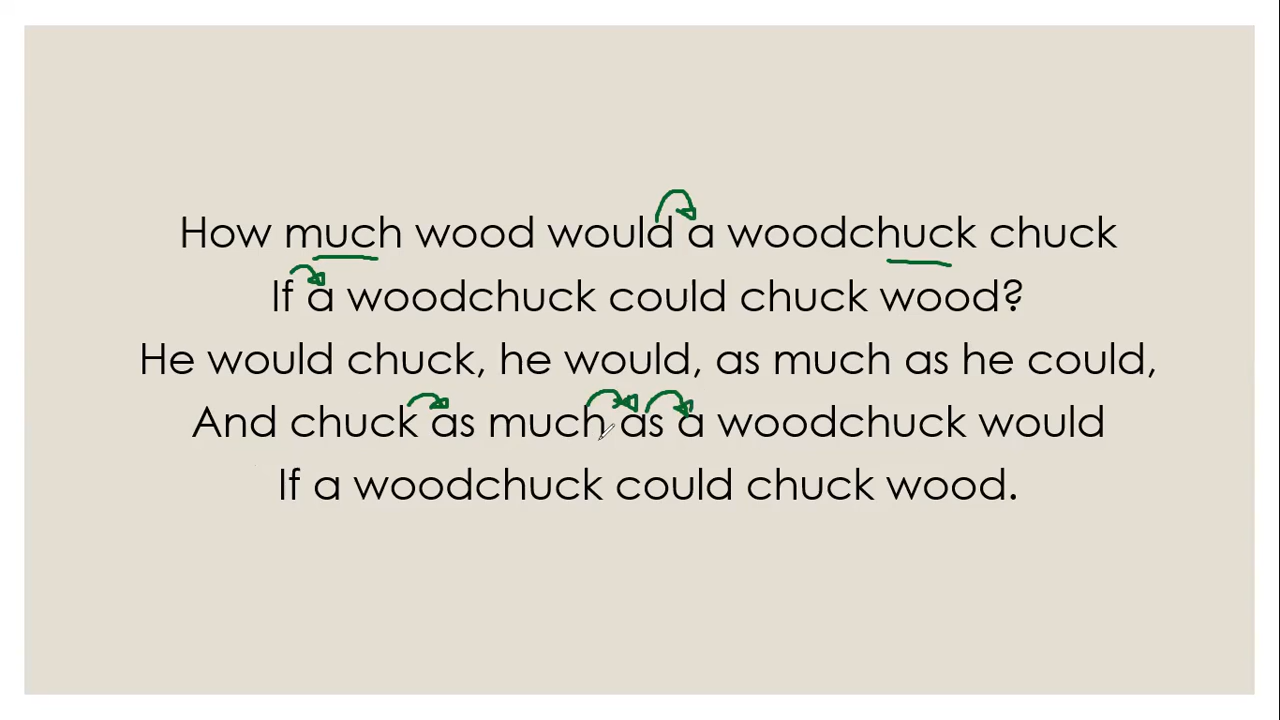 How much wood would a woodchuck chuck
If a woodchuck could chuck wood?
He would chuck, he would, as much as he could,
And chuck as much as a woodchuck would
If a woodchuck could chuck wood.